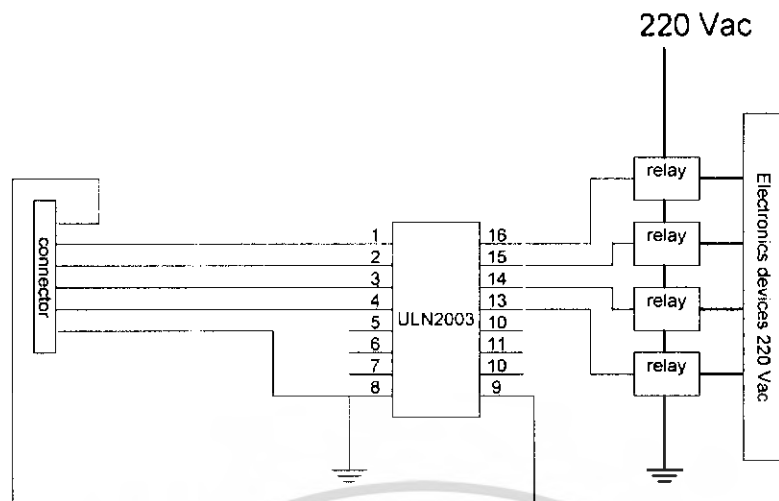 220 Vac
connector
1
2
3
4
5
6
7
8
ULN2003
16
15
14
13
10
11
10
9
relay
relay
relay
relay
Electronics devices 220 Vac